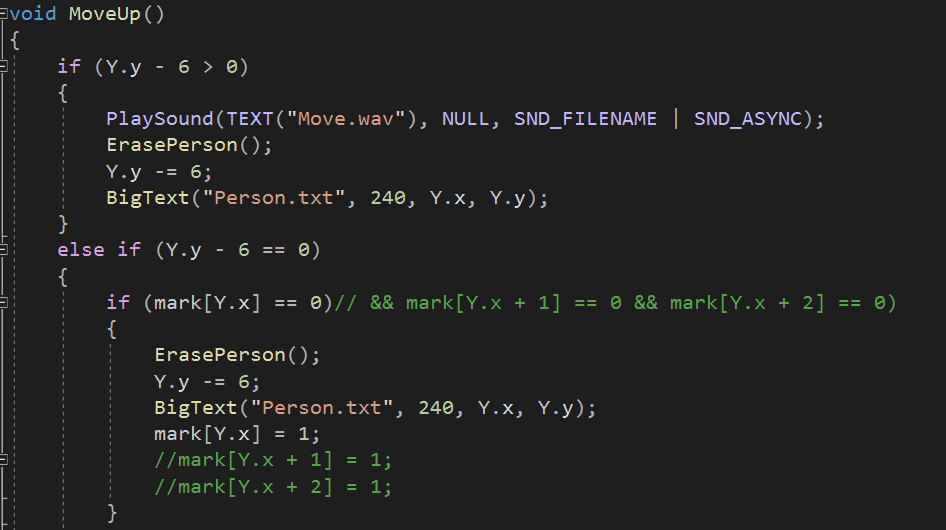 void MoveUp()
{
    if (Y.y - 6 > 0)
    {
        PlaySound(TEXT("Move.wav"), NULL, SND_FILENAME | SND_ASYNC);
        ErasePerson();
        Y.y -= 6;
        BigText("Person.txt", 240, Y.x, Y.y);
    }
    else if (Y.y - 6 == 0)
    {
        if (mark[Y.x] == 0)// && mark[Y.x + 1] == 0 && mark[Y.x + 2] == 0)
        {
            ErasePerson();
            Y.y -= 6;
            BigText("Person.txt", 240, Y.x, Y.y);
            mark[Y.x] = 1;
            //mark[Y.x + 1] = 1;
            //mark[Y.x + 2] = 1;
        }